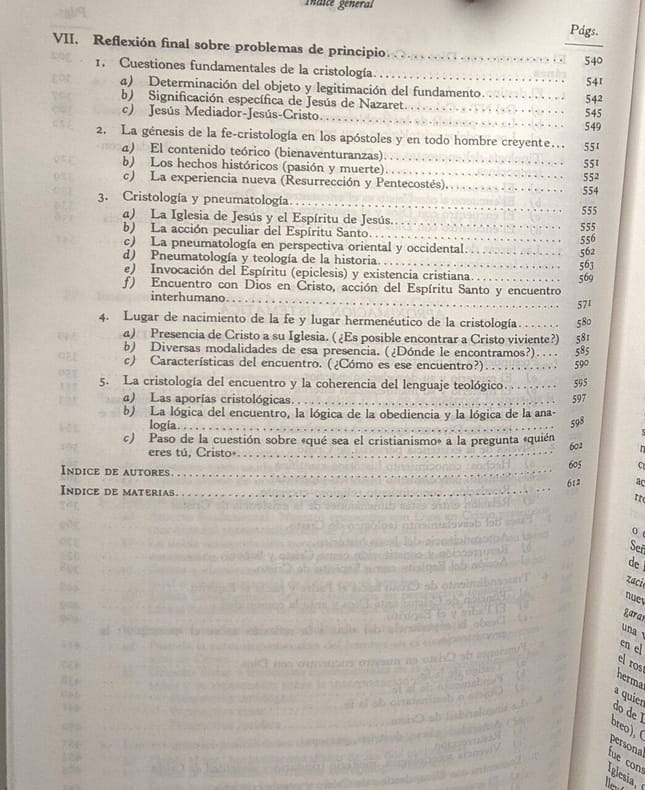 Índice general
Págs.
VII. Reflexión final sobre problemas de principio. 540
1. Cuestiones fundamentales de la cristología. 541
a) Determinación del objeto y legitimación del fundamento. 542
b) Significación específica de Jesús de Nazaret. 545
c) Jesús Mediador-Jesús-Cristo. 549
2. La génesis de la fe-cristología en los apóstoles y en todo hombre creyente... 551
a) El contenido teórico (bienaventuranzas). 551
b) Los hechos históricos (pasión y muerte). 552
c) La experiencia nueva (Resurrección y Pentecostés). 554
3. Cristología y pneumatología. 555
a) La Iglesia de Jesús y el Espíritu de Jesús. 555
b) La acción peculiar del Espíritu Santo. 556
c) La pneumatología en perspectiva oriental y occidental. 562
d) Pneumatología y teología de la historia. 563
e) Invocación del Espíritu (epiclesis) y existencia cristiana. 569
f) Encuentro con Dios en Cristo, acción del Espíritu Santo y encuentro
interhumano. 571
4. Lugar de nacimiento de la fe y lugar hermenéutico de la cristología. 580
a) Presencia de Cristo a su Iglesia. (¿Es posible encontrar a Cristo viviente?) 581
b) Diversas modalidades de esa presencia. (¿Dónde le encontramos?). 585
c) Características del encuentro. (¿Cómo es ese encuentro?). 590
5. La cristología del encuentro y la coherencia del lenguaje teológico. 595
a) Las aporías cristológicas. 597
b) La lógica del encuentro, la lógica de la obediencia y la lógica de la ana-
logía. 598
c) Paso de la cuestión sobre «qué sea el cristianismo» a la pregunta «quién
eres tú, Cristo». 602
ÍNDICE DE AUTORES. 605
ÍNDICE DE MATERIAS. 612